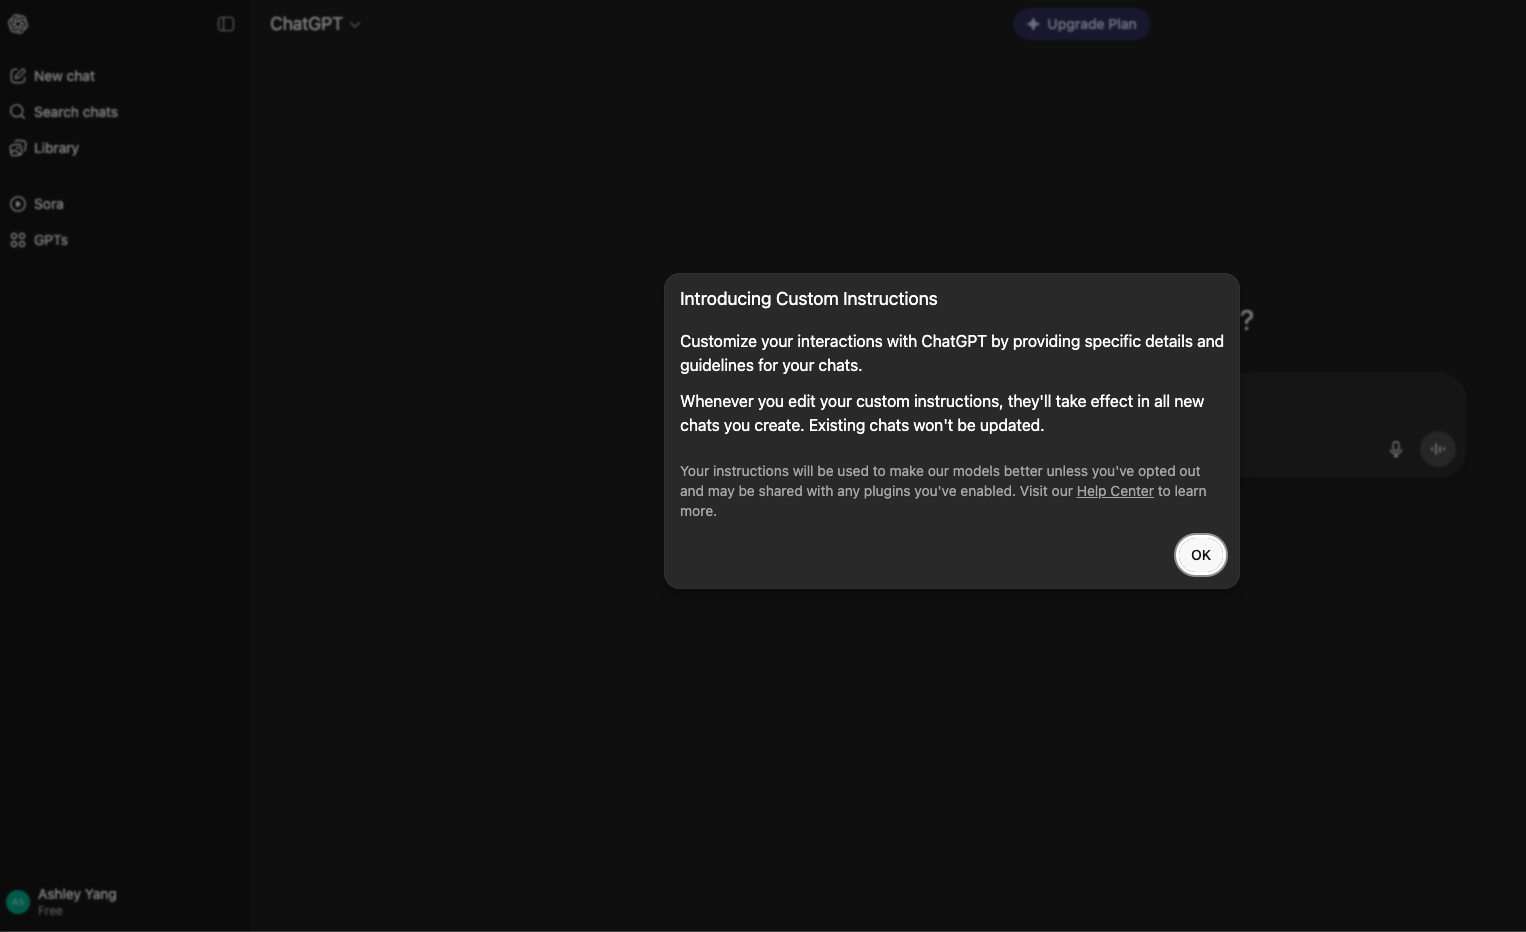 ChatGPT
Upgrade Plan
New chat
Search chats
Library
Sora
GPTs
Introducing Custom Instructions
Customize your interactions with ChatGPT by providing specific details and
guidelines for your chats.
Whenever you edit your custom instructions, they'll take effect in all new
chats you create. Existing chats won't be updated.
Your instructions will be used to make our models better unless you've opted out
and may be shared with any plugins you've enabled. Visit our Help Center to learn
more.
OK
?
AS
Ashley Yang
Free